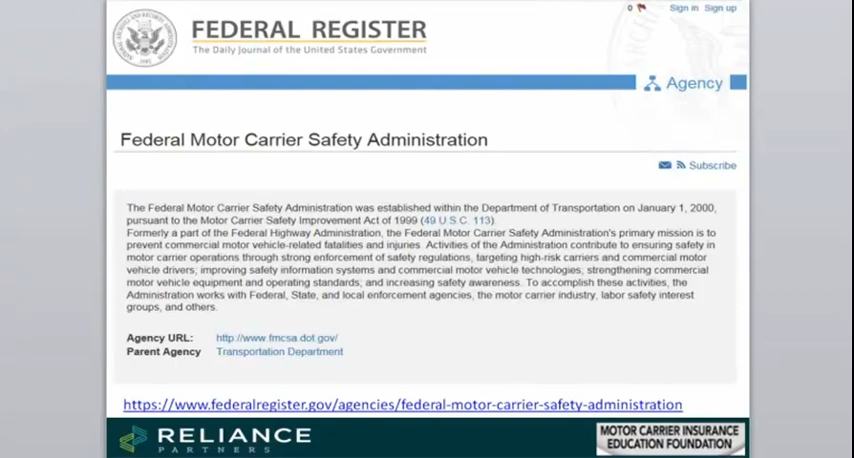 0 Sign in Sign up
FEDERAL REGISTER
The Daily Journal of the United States Government
Agency
Federal Motor Carrier Safety Administration
Subscribe
The Federal Motor Carrier Safety Administration was established within the Department of Transportation on January 1, 2000,
pursuant to the Motor Carrier Safety Improvement Act of 1999 (49 U.S.C. 113).
Formerly a part of the Federal Highway Administration, the Federal Motor Carrier Safety Administration's primary mission is to
prevent commercial motor vehicle-related fatalities and injuries. Activities of the Administration contribute to ensuring safety in
motor carrier operations through strong enforcement of safety regulations, targeting high-risk carriers and commercial motor
vehicle drivers; improving safety information systems and commercial motor vehicle technologies; strengthening commercial
motor vehicle equipment and operating standards; and increasing safety awareness. To accomplish these activities, the
Administration works with Federal, State, and local enforcement agencies, the motor carrier industry, labor safety interest
groups, and others.
Agency URL: http://www.fmcsa.dot.gov/
Parent Agency Transportation Department
https://www.federalregister.gov/agencies/federal-motor-carrier-safety-administration
RELIANCE
PARTNERS
MOTOR CARRIER INSURANCE
EDUCATION FOUNDATION